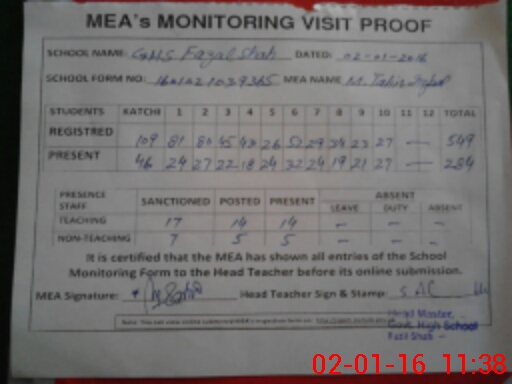 MEA's MONITORING VISIT PROOF
SCHOOL NAME: GHS Fazal Shah DATED: 02-01-2016
SCHOOL FORM NO: MEA NAME M. Tahir
STUDENTS KATCHI 1 2 3 4 5 6 7 8 9 10 11 12 TOTAL
REGISTRED 109 81 80 45 43 26 52 29 34 23 27 — 549
PRESENT 46 24 27 22 18 24 32 24 19 21 27 — 284
PRESENCE STAFF SANCTIONED POSTED PRESENT ABSENT
LEAVE DUTY ABSENT
TEACHING 17 14 14 - - -
NON-TEACHING 7 5 5 - - -
It is certified that the MEA has shown all entries of the School
Monitoring Form to the Head Teacher before its online submission.
MEA Signature: Head Teacher Sign & Stamp:
Head Master,
Govt. High School
Fazil Shah
02-01-16 11:38